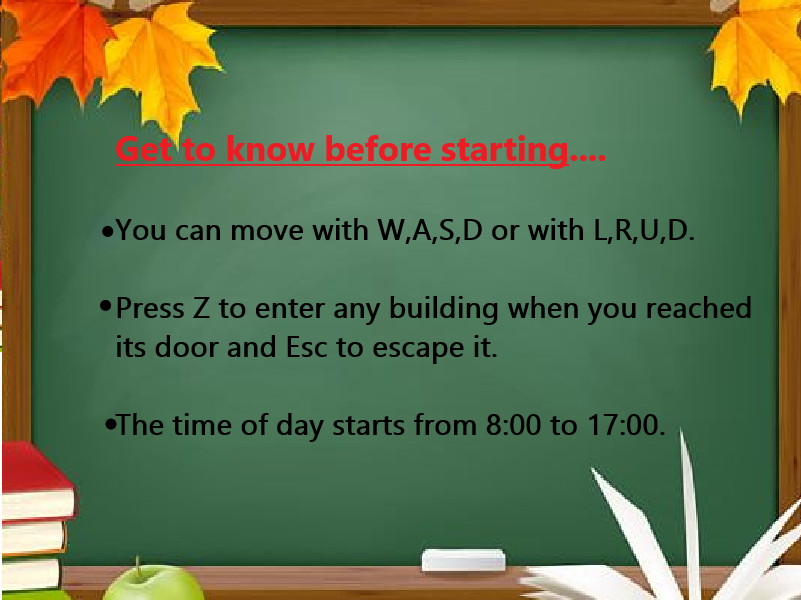 Get to know before starting....
•You can move with W,A,S,D or with L,R,U,D.
•Press Z to enter any building when you reached
its door and Esc to escape it.
•The time of day starts from 8:00 to 17:00.